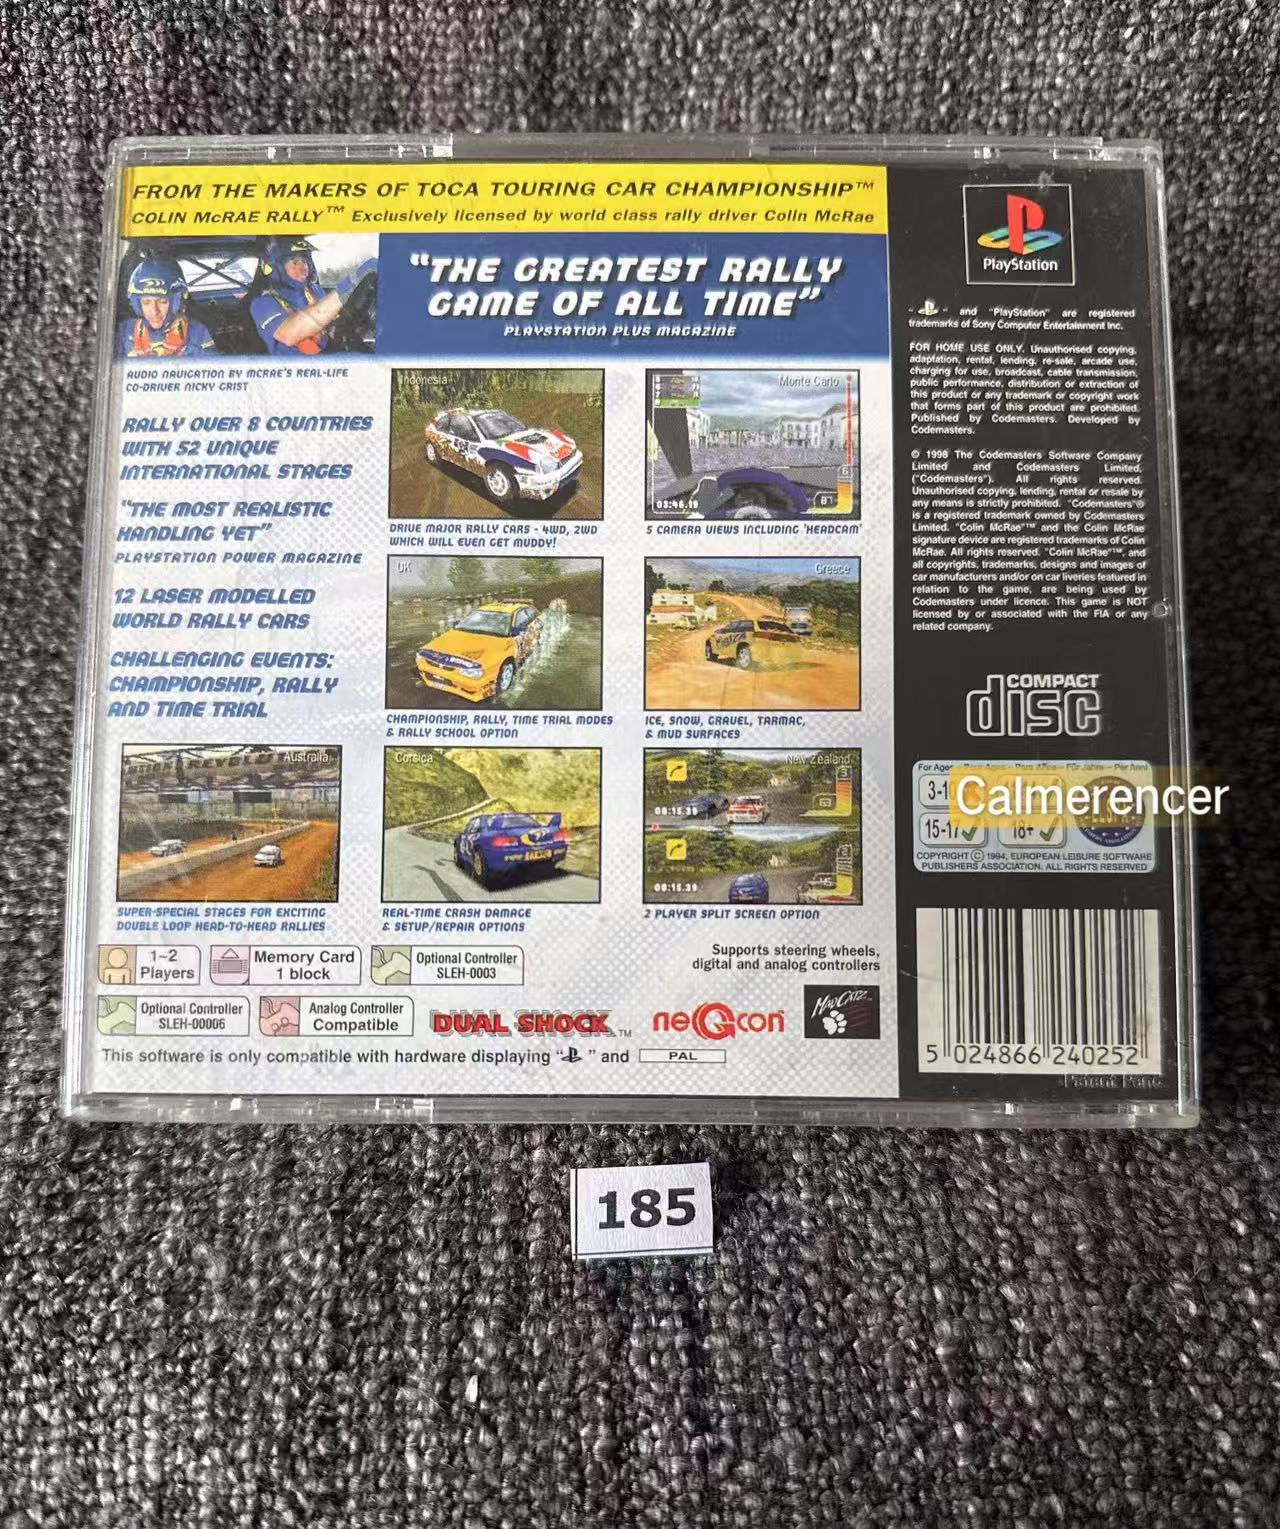 FROM THE MAKERS OF TOCA TOURING CAR CHAMPIONSHIP™
COLIN McRAE RALLY™ Exclusively licensed by world class rally driver Colin McRae
"THE GREATEST RALLY
GAME OF ALL TIME"
PLAYSTATION PLUS MAGAZINE
AUDIO NAVIGATION BY MCRAE'S REAL-LIFE
CO-DRIVER NICKY GRIST
RALLY OVER 8 COUNTRIES
WITH 52 UNIQUE
INTERNATIONAL STAGES
"THE MOST REALISTIC
HANDLING YET"
PLAYSTATION POWER MAGAZINE
12 LASER MODELLED
WORLD RALLY CARS
CHALLENGING EVENTS:
CHAMPIONSHIP, RALLY
AND TIME TRIAL
Indonesia
DRIVE MAJOR RALLY CARS - 4WD, 2WD
WHICH WILL EVEN GET MUDDY!
Monte Carlo
03:46.19
6
87
5 CAMERA VIEWS INCLUDING 'HEADCAM'
UK
CHAMPIONSHIP, RALLY, TIME TRIAL MODES
& RALLY SCHOOL OPTION
Greece
ICE, SNOW, GRAVEL, TARMAC,
& MUD SURFACES
Australia
SUPER-SPECIAL STAGES FOR EXCITING
DOUBLE LOOP HEAD-TO-HEAD RALLIES
Corsica
REAL-TIME CRASH DAMAGE
& SETUP/REPAIR OPTIONS
New Zealand
00:15.39
63
00:15.39
2 PLAYER SPLIT SCREEN OPTION
1~2
Players
Memory Card
1 block
Optional Controller
SLEH-0003
Supports steering wheels,
digital and analog controllers
Optional Controller
SLEH-00006
Analog Controller
Compatible
DUAL SHOCK™
neGcon
MAD CATZ
This software is only compatible with hardware displaying " " and PAL
PlayStation
" " and "PlayStation" are registered
trademarks of Sony Computer Entertainment Inc.
FOR HOME USE ONLY. Unauthorised copying,
adaptation, rental, lending, re-sale, arcade use,
charging for use, broadcast, cable transmission,
public performance, distribution or extraction of
this product or any trademark or copyright work
that forms part of this product are prohibited.
Published by Codemasters. Developed by
Codemasters.
© 1998 The Codemasters Software Company
Limited and Codemasters Limited.
("Codemasters"). All rights reserved.
Unauthorised copying, lending, rental or resale by
any means is strictly prohibited. "Codemasters"®
is a registered trademark owned by Codemasters
Limited. "Colin McRae"™ and the Colin McRae
signature device are registered trademarks of Colin
McRae. All rights reserved. "Colin McRae"™, and
all copyrights, trademarks, designs and images of
car manufacturers and/or on car liveries featured in
relation to the game, are being used by
Codemasters under licence. This game is NOT
licensed by or associated with the FIA or any
related company.
COMPACT
disc
3-1
Calmerencer
15-17
18+
COPYRIGHT © 1994, EUROPEAN LEISURE SOFTWARE
PUBLISHERS ASSOCIATION. ALL RIGHTS RESERVED
5 024866 240252
185